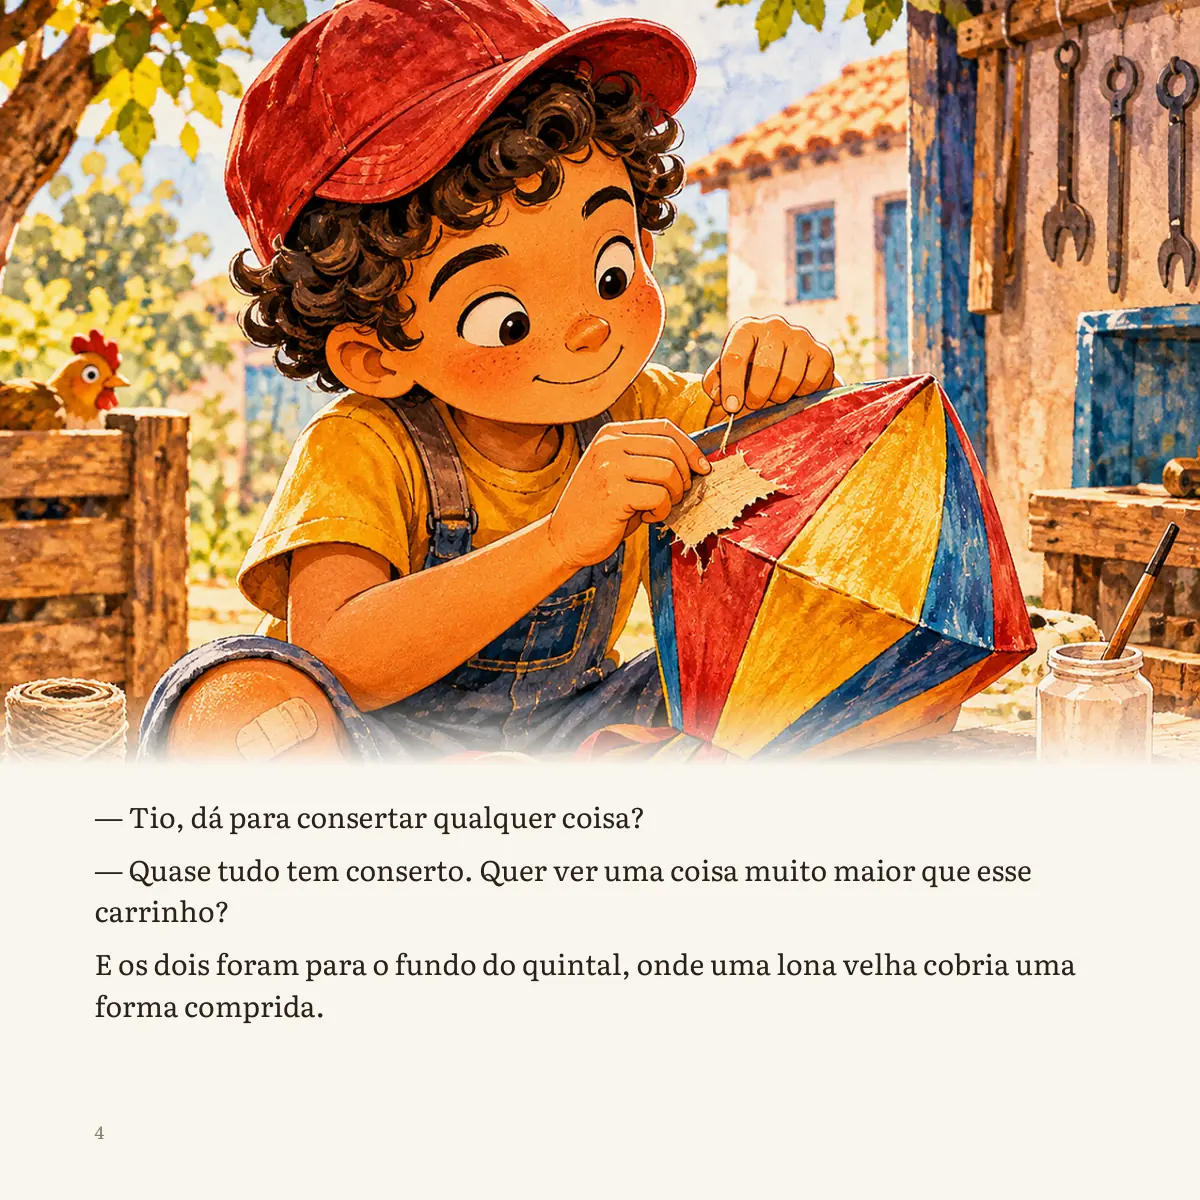 — Tio, dá para consertar qualquer coisa?
— Quase tudo tem conserto. Quer ver uma coisa muito maior que esse
carrinho?
E os dois foram para o fundo do quintal, onde uma lona velha cobria uma
forma comprida.
4